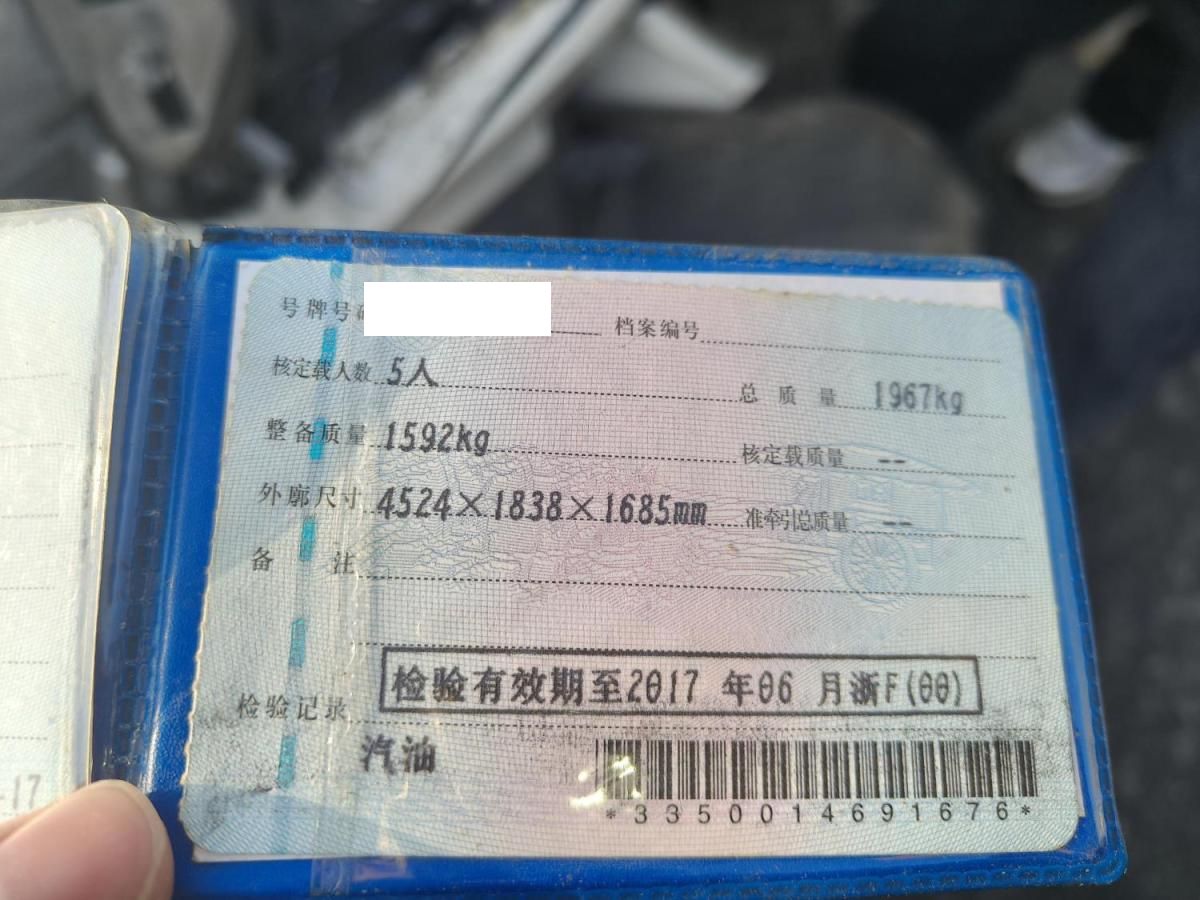 号牌号码
档案编号
核定载人数 5人
总质量 1967kg
整备质量 1592kg
核定载质量 --
外廓尺寸 4524×1838×1685mm
准牵引总质量 --
备注
检验记录
检验有效期至2017 年06 月浙F(00)
汽油
*3350014691676*
-17